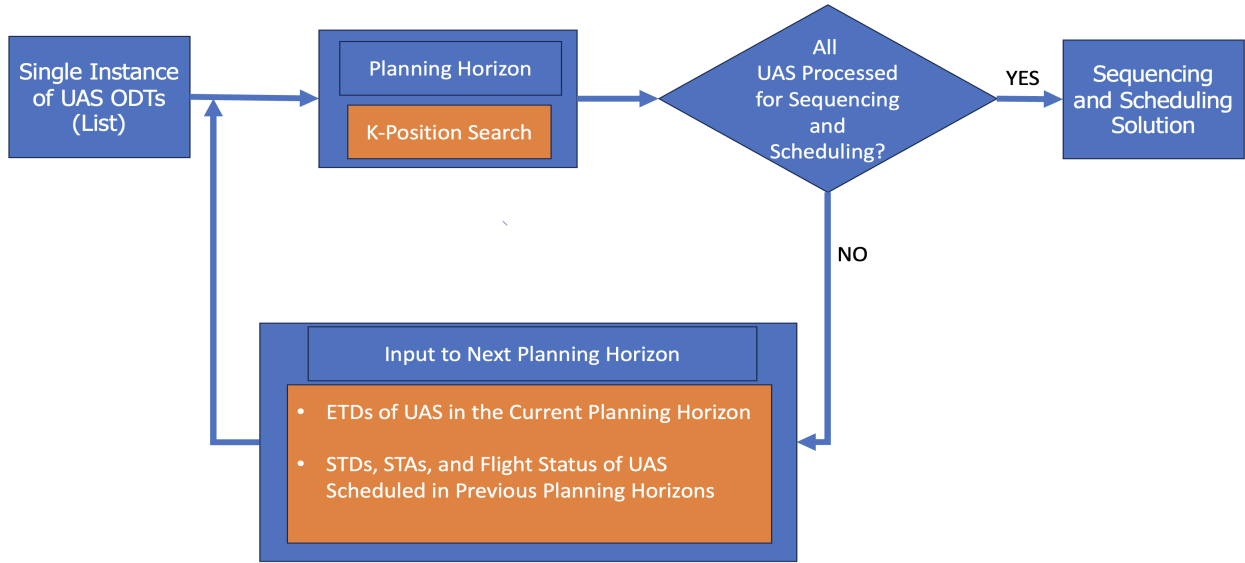 Single Instance
of UAS ODTs
(List)
Planning Horizon
K-Position Search
All
UAS Processed
for Sequencing
and
Scheduling?
YES
Sequencing
and Scheduling
Solution
NO
Input to Next Planning Horizon
• ETDs of UAS in the Current Planning Horizon
• STDs, STAs, and Flight Status of UAS
Scheduled in Previous Planning Horizons